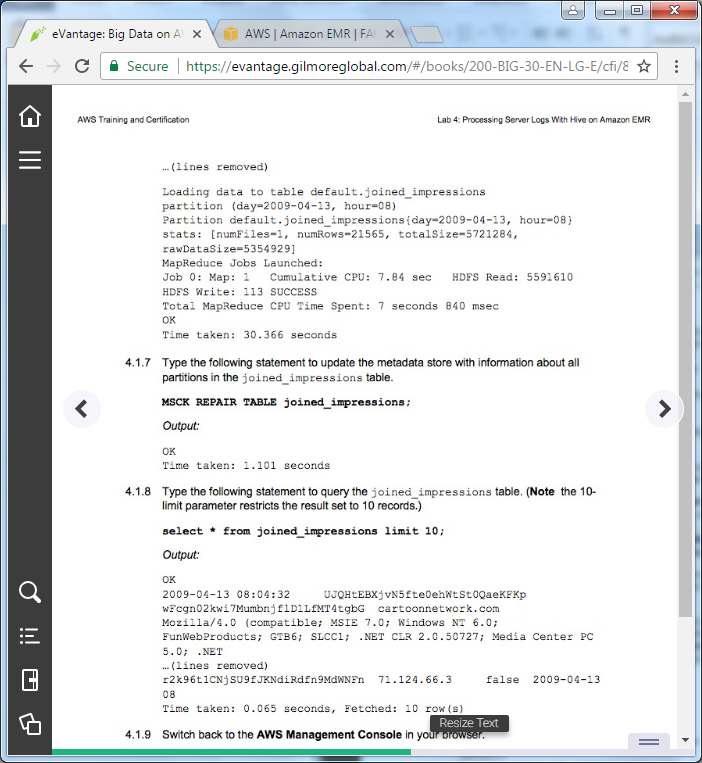 eVantage: Big Data on A
AWS | Amazon EMR | FA
Secure
https://evantage.gilmoreglobal.com/#/books/200-BIG-30-EN-LG-E/cfi/8
AWS Training and Certification
Lab 4: Processing Server Logs With Hive on Amazon EMR
…(lines removed)
Loading data to table default.joined_impressions
partition (day=2009-04-13, hour=08)
Partition default.joined_impressions{day=2009-04-13, hour=08}
stats: [numFiles=1, numRows=21565, totalSize=5721284,
rawDataSize=5354929]
MapReduce Jobs Launched:
Job 0: Map: 1   Cumulative CPU: 7.84 sec   HDFS Read: 5591610
HDFS Write: 113 SUCCESS
Total MapReduce CPU Time Spent: 7 seconds 840 msec
OK
Time taken: 30.366 seconds
4.1.7 Type the following statement to update the metadata store with information about all
partitions in the joined_impressions table.
MSCK REPAIR TABLE joined_impressions;
Output:
OK
Time taken: 1.101 seconds
4.1.8 Type the following statement to query the joined_impressions table. (Note the 10-
limit parameter restricts the result set to 10 records.)
select * from joined_impressions limit 10;
Output:
OK
2009-04-13 08:04:32 UJQHtEBXjvN5fte0ehWtSt0QaeKFKp
wFcgn02kwi7MumbnjflDlLfMT4tgbG cartoonnetwork.com
Mozilla/4.0 (compatible; MSIE 7.0; Windows NT 6.0;
FunWebProducts; GTB6; SLCC1; .NET CLR 2.0.50727; Media Center PC
5.0; .NET
…(lines removed)
r2k96t1CNjSU9fJKNdiRdfn9MdWNFn 71.124.66.3 false 2009-04-13
08
Time taken: 0.065 seconds, Fetched: 10 row(s)
Resize Text
4.1.9 Switch back to the AWS Management Console in your browser.